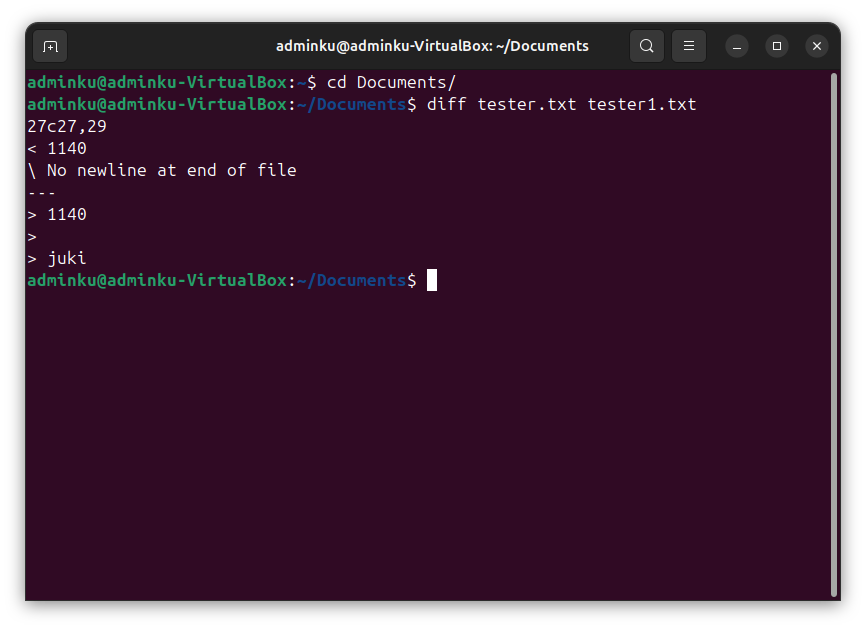 adminku@adminku-VirtualBox: ~/Documents
adminku@adminku-VirtualBox:~$ cd Documents/
adminku@adminku-VirtualBox:~/Documents$ diff tester.txt tester1.txt
27c27,29
< 1140
\ No newline at end of file
---
> 1140
>
> juki
adminku@adminku-VirtualBox:~/Documents$